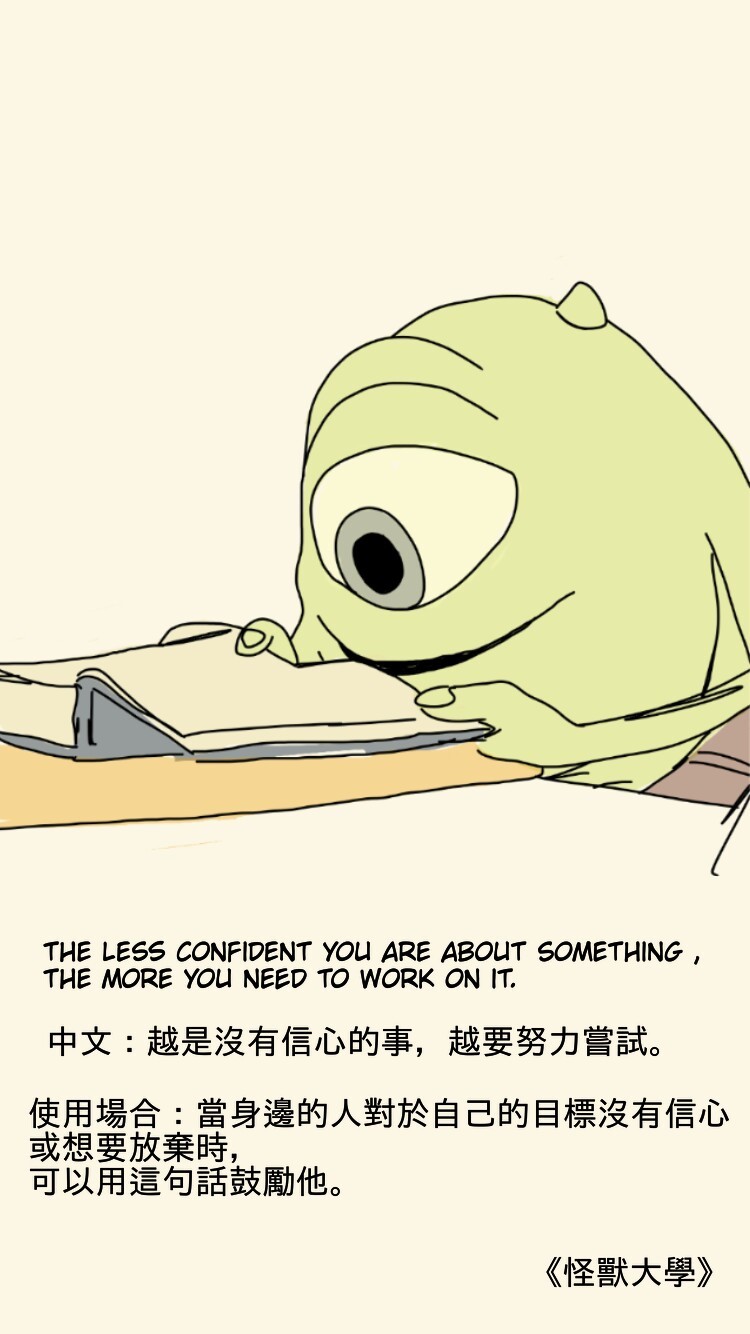 THE LESS CONFIDENT YOU ARE ABOUT SOMETHING ,
THE MORE YOU NEED TO WORK ON IT.
中文：越是沒有信心的事，越要努力嘗試。
使用場合：當身邊的人對於自己的目標沒有信心
或想要放棄時，
可以用這句話鼓勵他。
《怪獸大學》